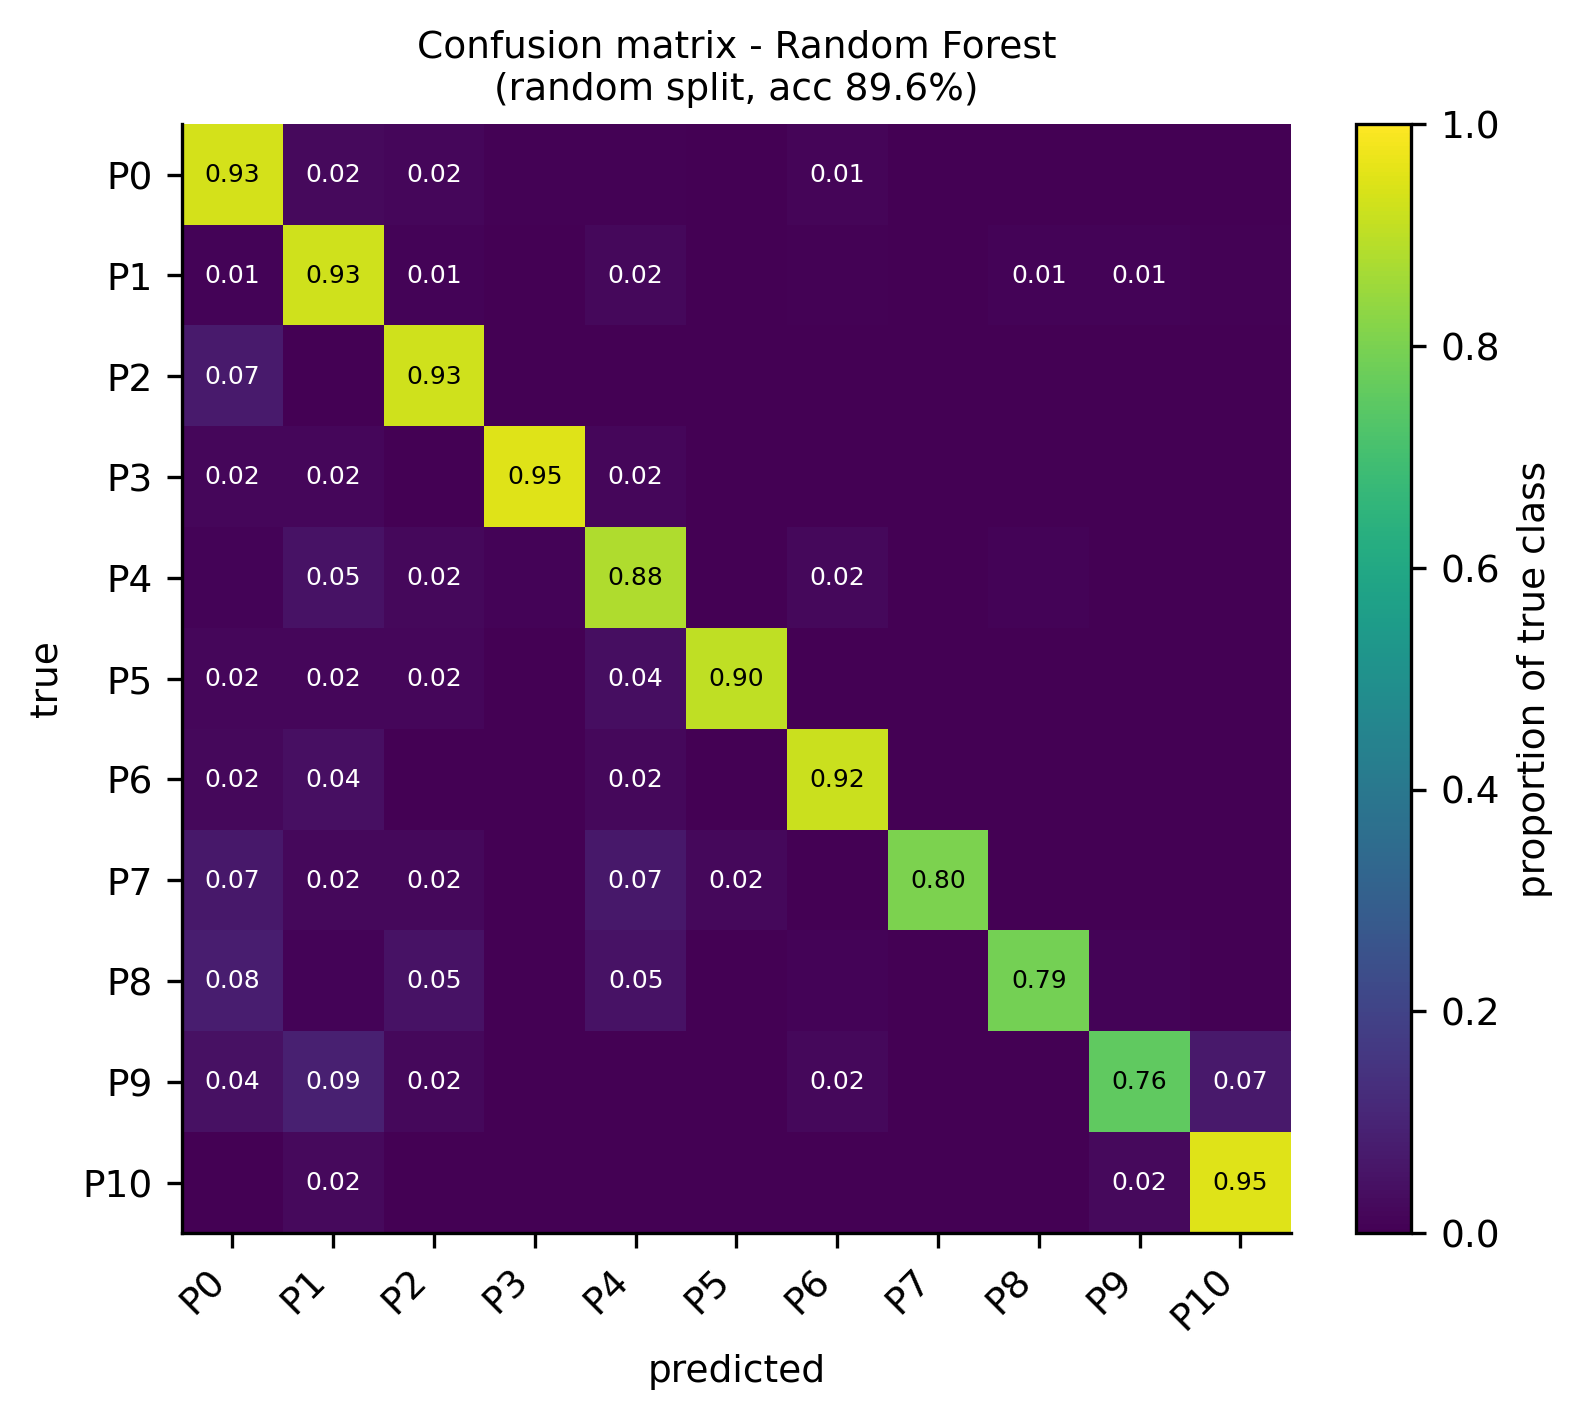 Confusion matrix - Random Forest
(random split, acc 89.6%)
P0 0.93 0.02 0.02 0.01
P1 0.01 0.93 0.01 0.02 0.01 0.01
P2 0.07 0.93
P3 0.02 0.02 0.95 0.02
P4 0.05 0.02 0.88 0.02
P5 0.02 0.02 0.02 0.04 0.90
P6 0.02 0.04 0.02 0.92
P7 0.07 0.02 0.02 0.07 0.02 0.80
P8 0.08 0.05 0.05 0.79
P9 0.04 0.09 0.02 0.02 0.76 0.07
P10 0.02 0.02 0.95
true
P0 P1 P2 P3 P4 P5 P6 P7 P8 P9 P10
predicted
1.0
0.8
0.6
0.4
0.2
0.0
proportion of true class